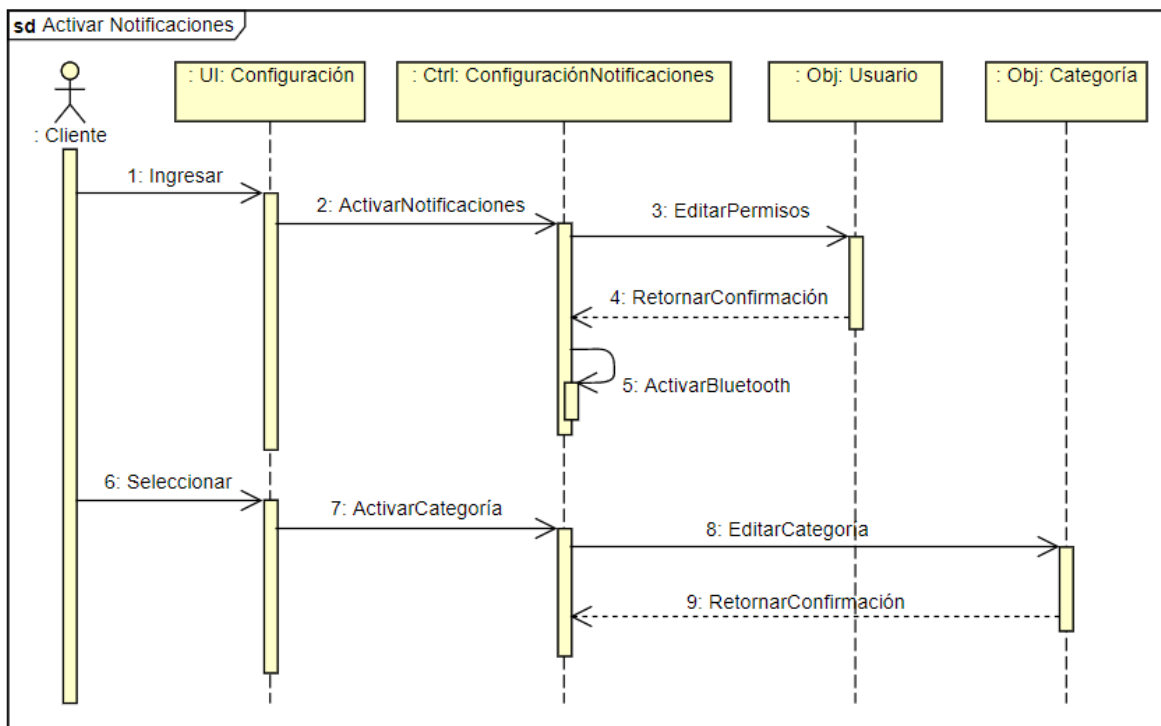 sd Activar Notificaciones
: Cliente
: UI: Configuración
: Ctrl: ConfiguraciónNotificaciones
: Obj: Usuario
: Obj: Categoría
1: Ingresar
2: ActivarNotificaciones
3: EditarPermisos
4: RetornarConfirmación
5: ActivarBluetooth
6: Seleccionar
7: ActivarCategoría
8: EditarCategoría
9: RetornarConfirmación